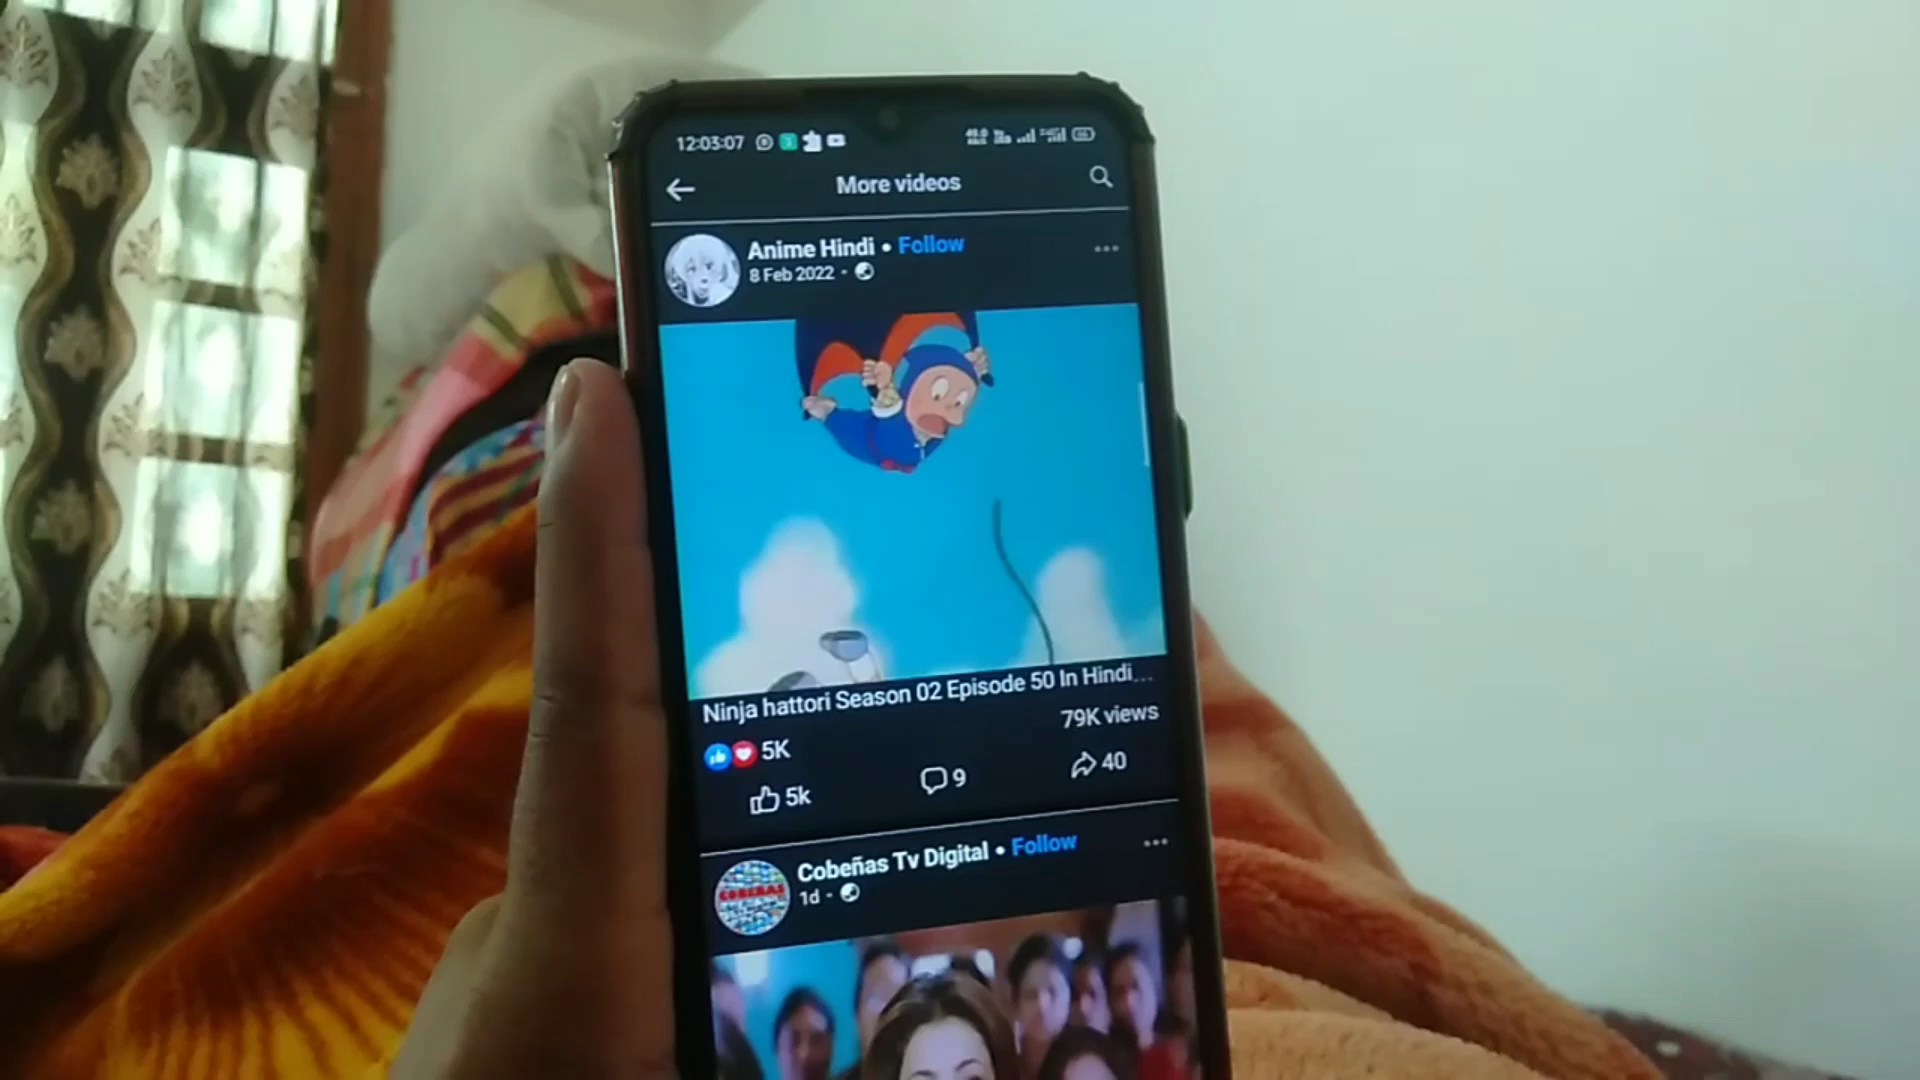 12:03:07
More videos
Anime Hindi • Follow
8 Feb 2022 ·
Ninja hattori Season 02 Episode 50 In Hindi...
79K views
5K
5k 9 40
Cobeñas Tv Digital • Follow
1d ·
COBEÑAS